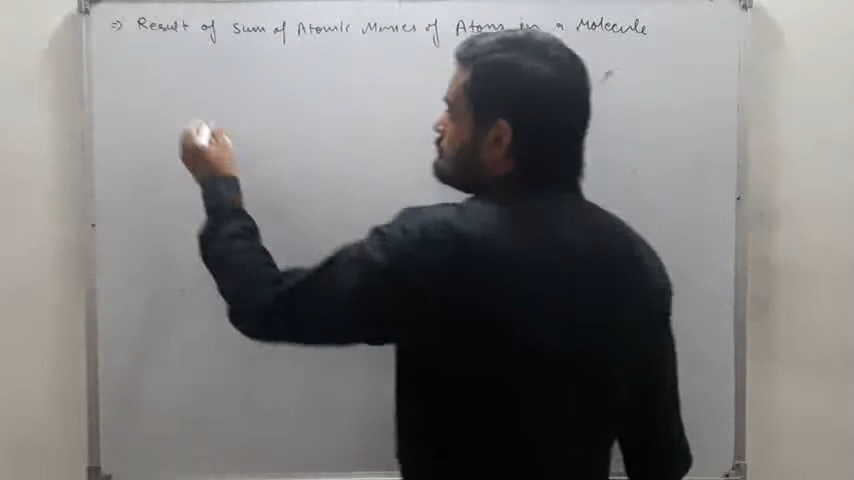 ⇒ Result of Sum of Atomic Masses of Atoms in a Molecule